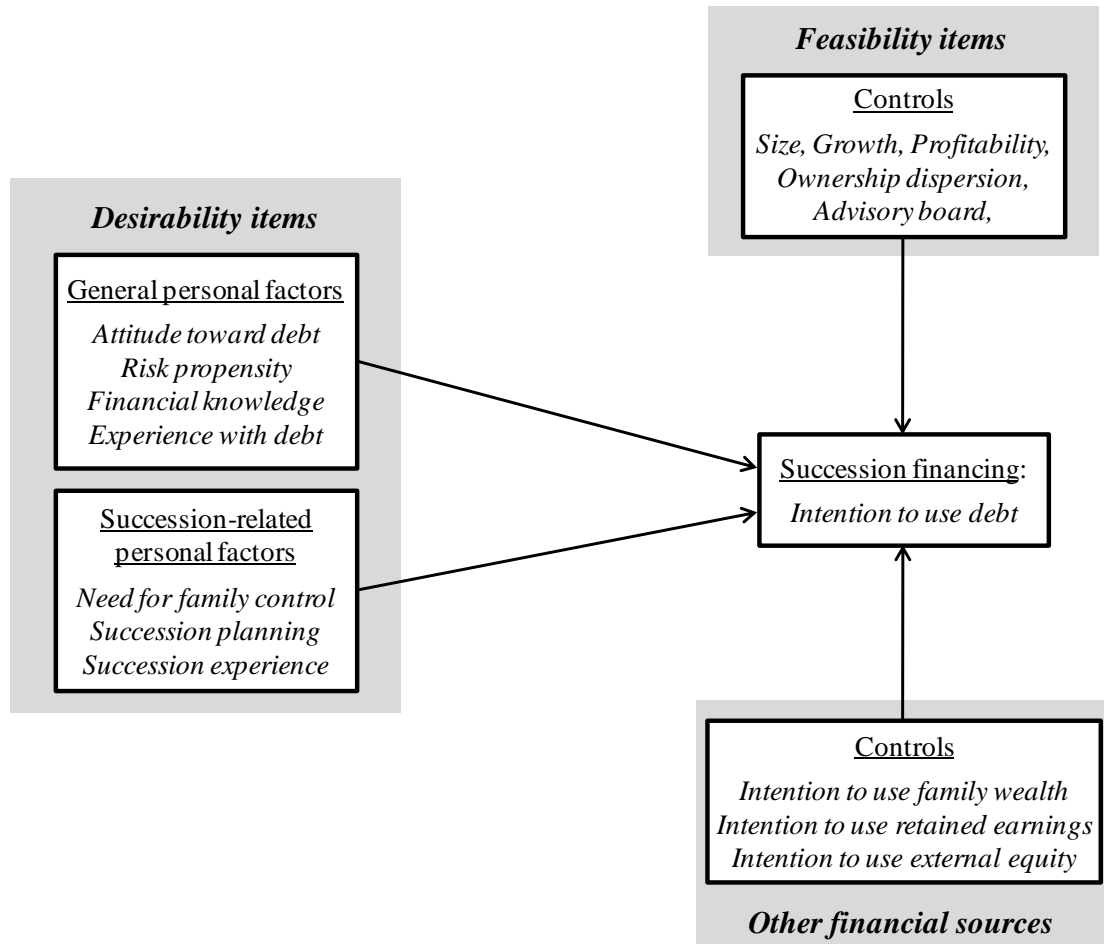 Feasibility items
Controls
Size, Growth, Profitability,
Ownership dispersion,
Advisory board,
Desirability items
General personal factors
Attitude toward debt
Risk propensity
Financial knowledge
Experience with debt
Succession-related
personal factors
Need for family control
Succession planning
Succession experience
Succession financing:
Intention to use debt
Controls
Intention to use family wealth
Intention to use retained earnings
Intention to use external equity
Other financial sources